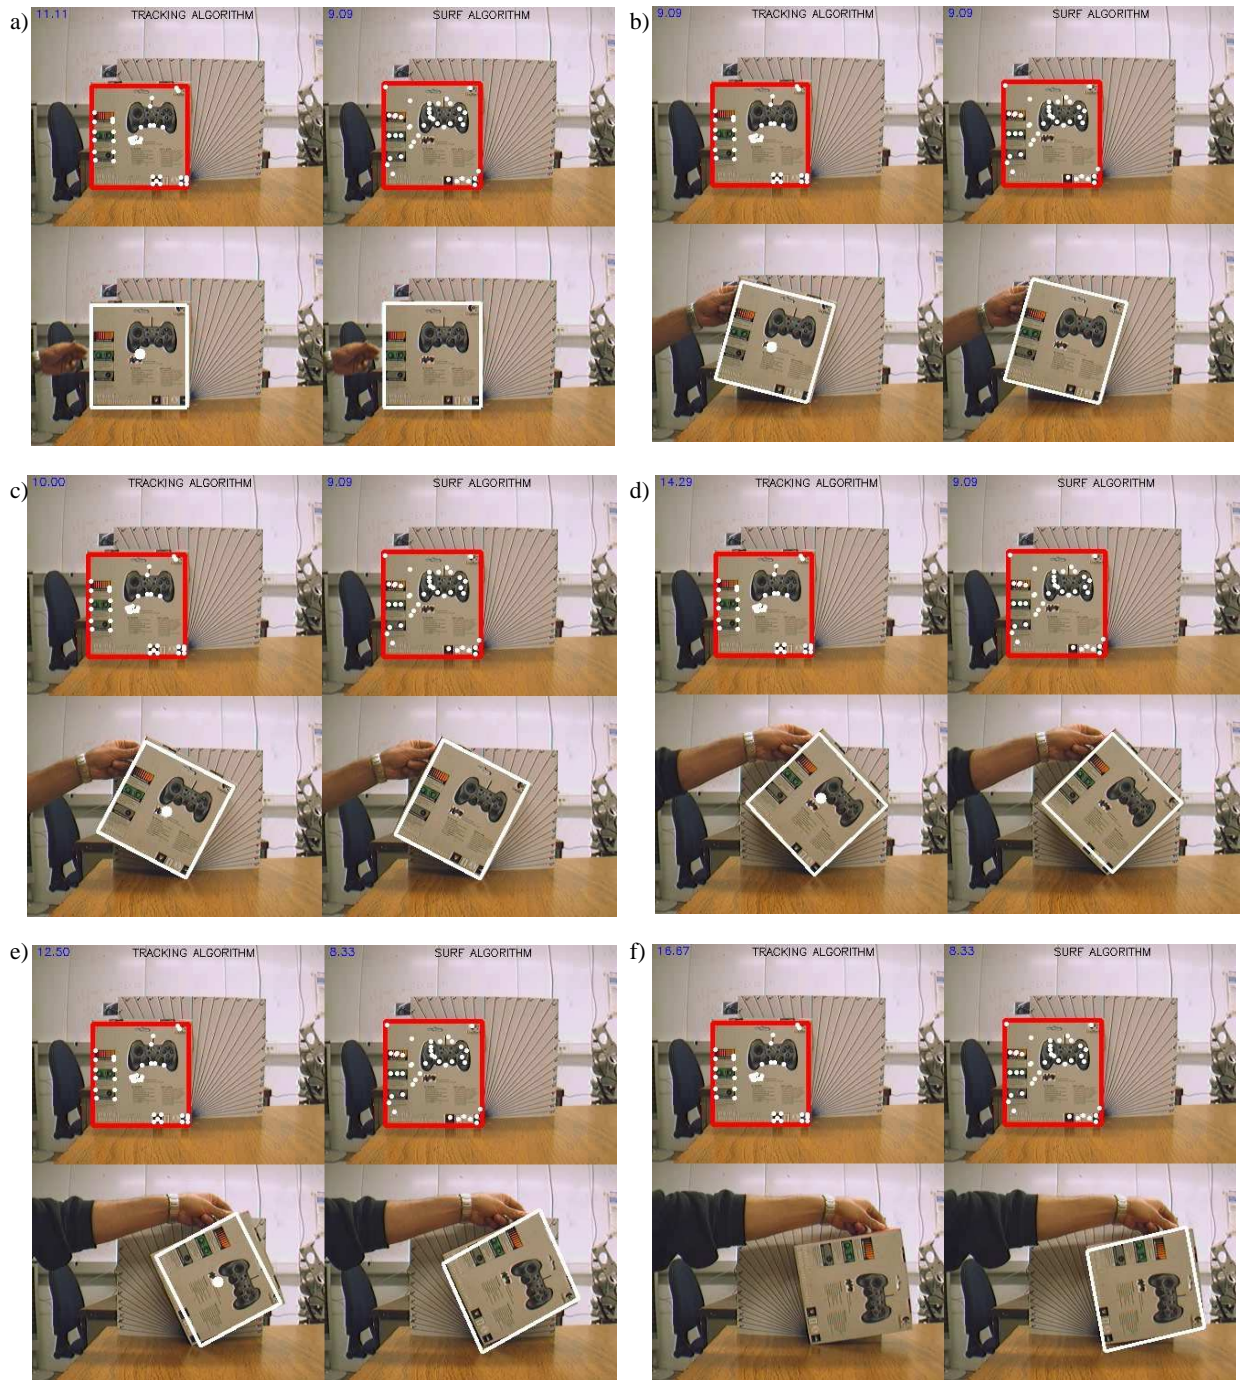 a) 11.11 TRACKING ALGORITHM 9.09 SURF ALGORITHM
b) 9.09 TRACKING ALGORITHM 9.09 SURF ALGORITHM
c) 10.00 TRACKING ALGORITHM 9.09 SURF ALGORITHM
d) 14.29 TRACKING ALGORITHM 9.09 SURF ALGORITHM
e) 12.50 TRACKING ALGORITHM 8.33 SURF ALGORITHM
f) 16.67 TRACKING ALGORITHM 8.33 SURF ALGORITHM